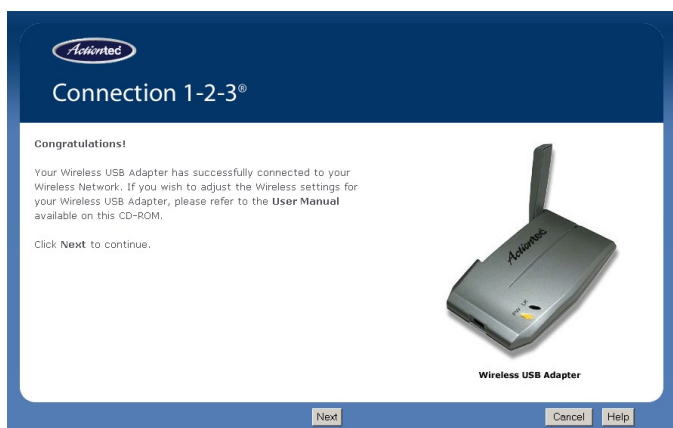 Actiontec
Connection 1-2-3®
Congratulations!
Your Wireless USB Adapter has successfully connected to your
Wireless Network. If you wish to adjust the Wireless settings for
your Wireless USB Adapter, please refer to the User Manual
available on this CD-ROM.
Click Next to continue.
Actiontec
PW LK
Wireless USB Adapter
Next
Cancel
Help